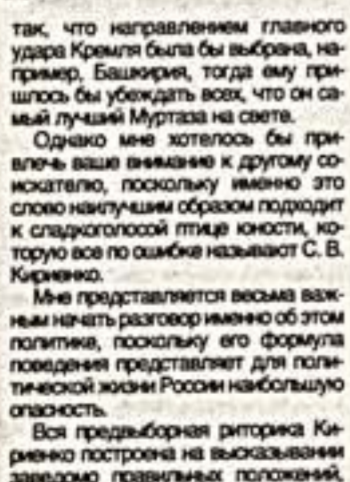 так, что направлением главного
удара Кремля была бы выбрана, на-
пример, Башкирия, тогда ему при-
шлось бы убеждать всех, что он са-
мый лучший Муртаза на свете.
Однако мне хотелось бы при-
влечь ваше внимание к другому со-
искателю, поскольку именно это
слово наилучшим образом подходит
к сладкоголосой птице юности, ко-
торую все по ошибке называют С. В.
Кириенко.
Мне представляется весьма важ-
ным начать разговор именно об этом
политике, поскольку его формула
поведения представляет для поли-
тической жизни России наибольшую
опасность.
Вся предвыборная риторика Ки-
риенко построена на высказывании
заведомо правильных положений,